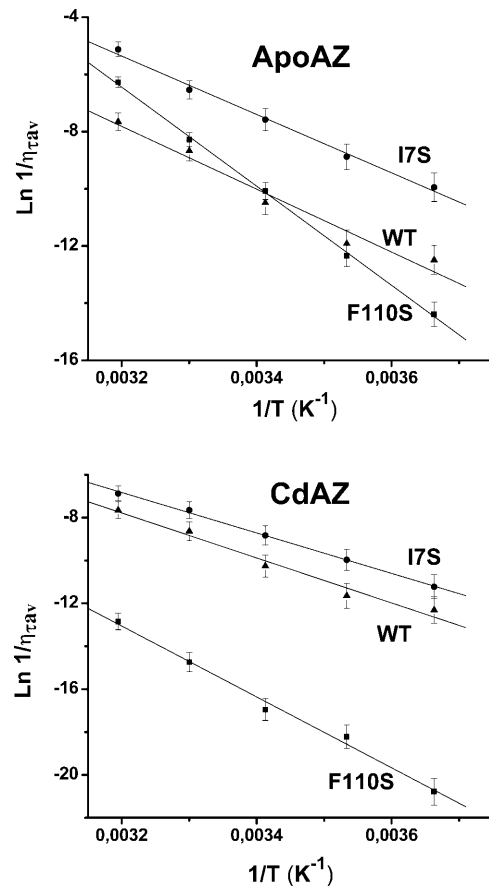 ApoAZ
-4
-8
-12
-16
Ln 1/ητav
I7S
WT
F110S
0,0032 0,0034 0,0036
1/T (K⁻¹)
CdAZ
-8
-12
-16
-20
Ln 1/ητav
I7S
WT
F110S
0,0032 0,0034 0,0036
1/T (K⁻¹)